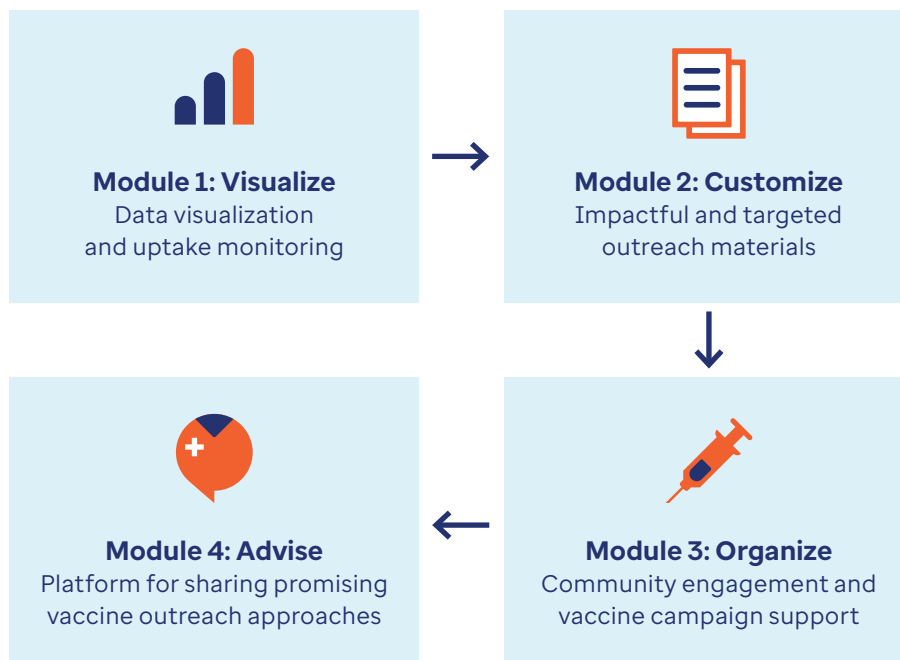 Module 1: Visualize
Data visualization
and uptake monitoring
Module 2: Customize
Impactful and targeted
outreach materials
Module 3: Organize
Community engagement and
vaccine campaign support
Module 4: Advise
Platform for sharing promising
vaccine outreach approaches